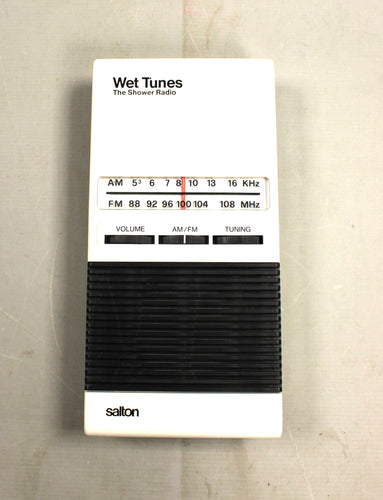 Wet Tunes
The Shower Radio
AM 5³ 6 7 8 10 13 16 KHz
FM 88 92 96 100 104 108 MHz
VOLUME AM/FM TUNING
salton